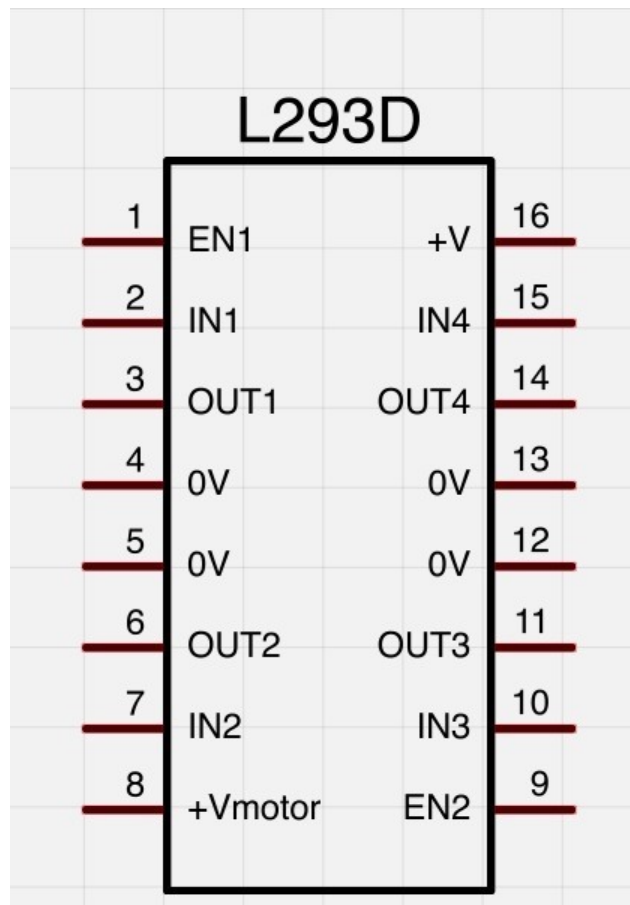 L293D
1 EN1 +V 16
2 IN1 IN4 15
3 OUT1 OUT4 14
4 0V 0V 13
5 0V 0V 12
6 OUT2 OUT3 11
7 IN2 IN3 10
8 +Vmotor EN2 9